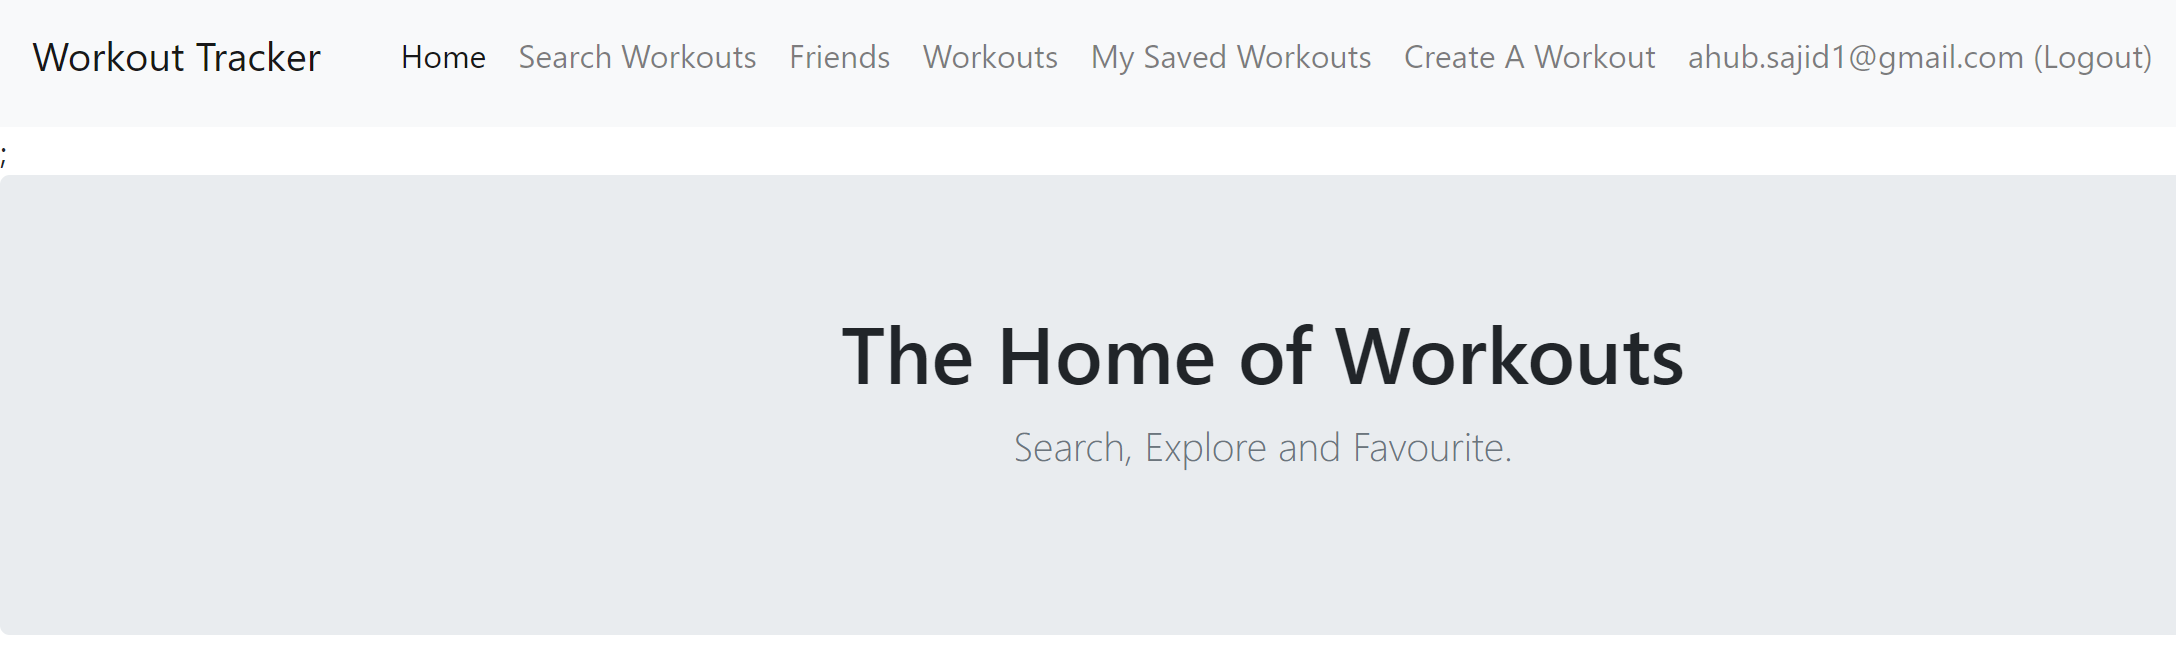 Workout Tracker Home Search Workouts Friends Workouts My Saved Workouts Create A Workout ahub.sajid1@gmail.com (Logout)
;
The Home of Workouts
Search, Explore and Favourite.